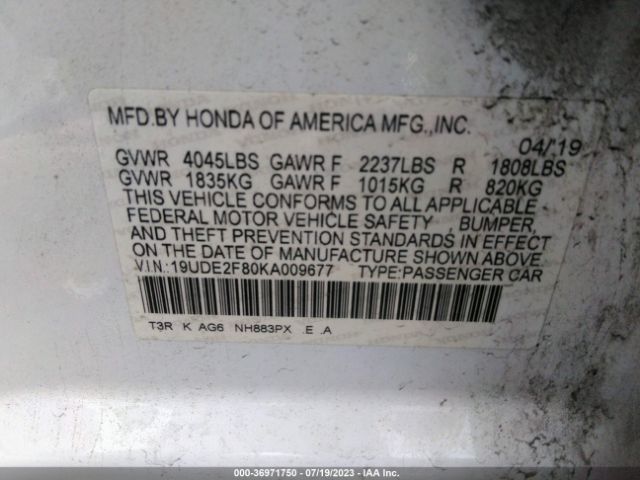 MFD.BY HONDA OF AMERICA MFG.,INC.
04/'19
GVWR 4045LBS GAWR F 2237LBS R 1808LBS
GVWR 1835KG GAWR F 1015KG R 820KG
THIS VEHICLE CONFORMS TO ALL APPLICABLE
FEDERAL MOTOR VEHICLE SAFETY , BUMPER,
AND THEFT PREVENTION STANDARDS IN EFFECT
ON THE DATE OF MANUFACTURE SHOWN ABOVE.
V.I.N.:19UDE2F80KA009677 TYPE:PASSENGER CAR
T3R K AG6 NH883PX .E .A
000-36971750 | 07/19/2023 | IAA Inc.